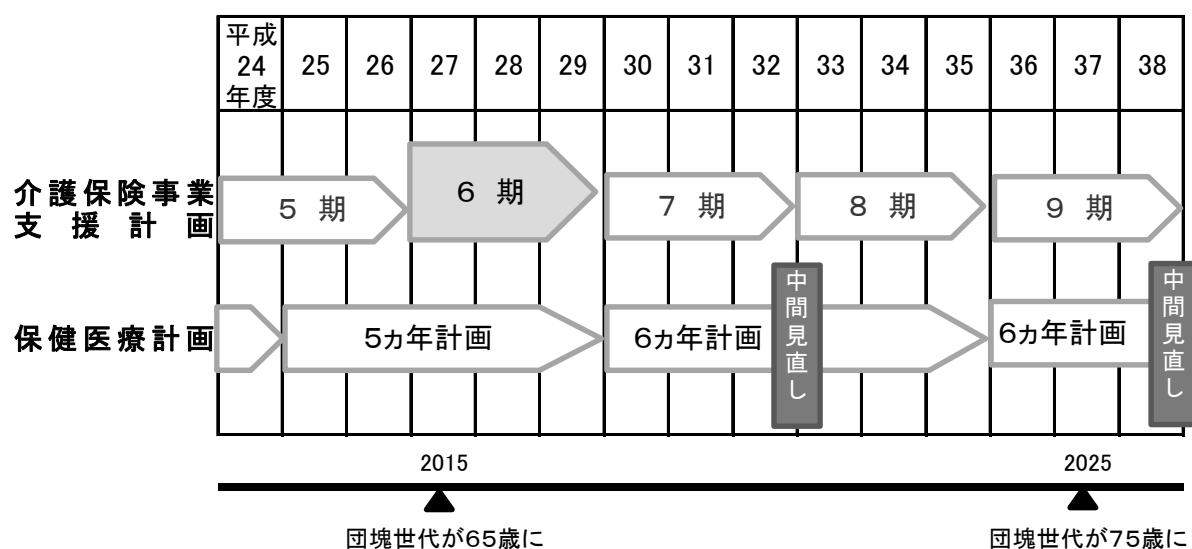 平成
24
年度
25 26 27 28 29 30 31 32 33 34 35 36 37 38
介護保険事業
支援計画
5 期
6 期
7 期
8 期
9 期
保健医療計画
5ヵ年計画
6ヵ年計画
中間見直し
6ヵ年計画
中間見直し
2015
2025
団塊世代が65歳に
団塊世代が75歳に